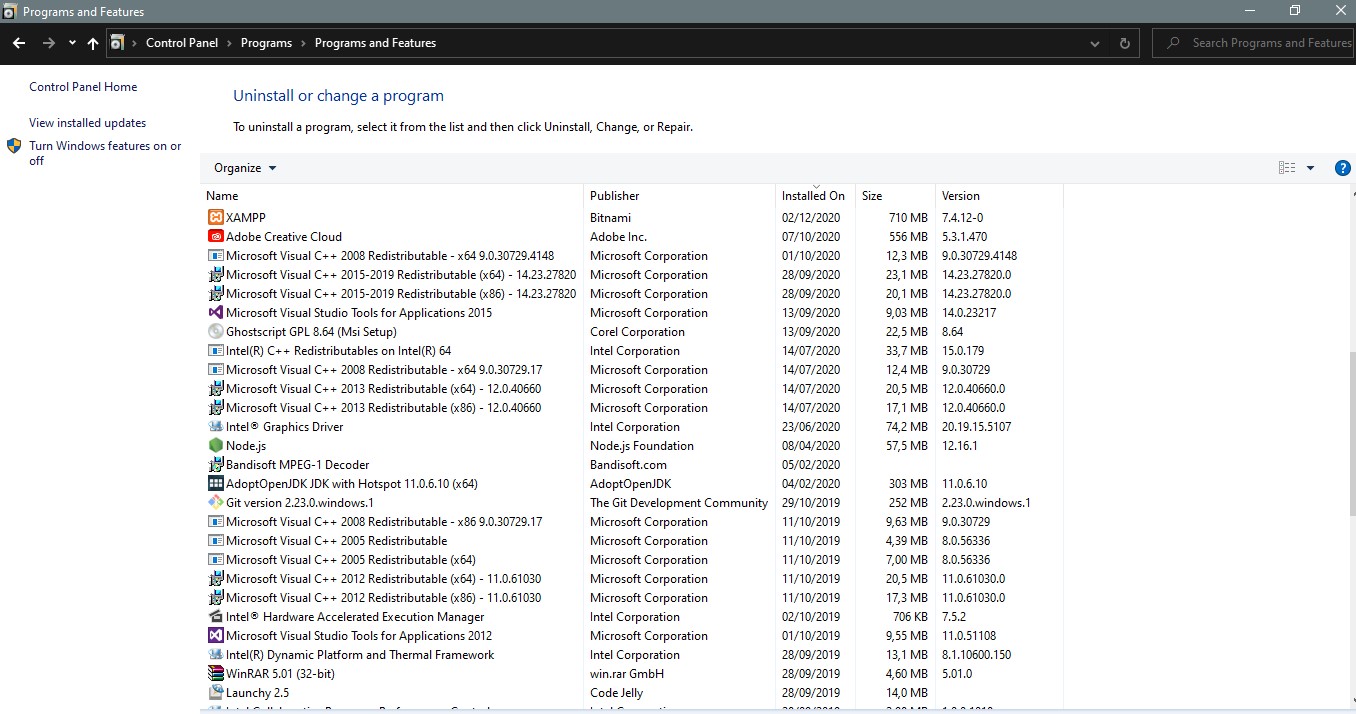 Programs and Features
Control Panel > Programs > Programs and Features
Search Programs and Features
Control Panel Home
View installed updates
Turn Windows features on or
off
Uninstall or change a program
To uninstall a program, select it from the list and then click Uninstall, Change, or Repair.
Organize
?
Name Publisher Installed On Size Version
XAMPP Bitnami 02/12/2020 710 MB 7.4.12-0
Adobe Creative Cloud Adobe Inc. 07/10/2020 556 MB 5.3.1.470
Microsoft Visual C++ 2008 Redistributable - x64 9.0.30729.4148 Microsoft Corporation 01/10/2020 12,3 MB 9.0.30729.4148
Microsoft Visual C++ 2015-2019 Redistributable (x64) - 14.23.27820 Microsoft Corporation 28/09/2020 23,1 MB 14.23.27820.0
Microsoft Visual C++ 2015-2019 Redistributable (x86) - 14.23.27820 Microsoft Corporation 28/09/2020 20,1 MB 14.23.27820.0
Microsoft Visual Studio Tools for Applications 2015 Microsoft Corporation 13/09/2020 9,03 MB 14.0.23217
Ghostscript GPL 8.64 (Msi Setup) Corel Corporation 13/09/2020 22,5 MB 8.64
Intel(R) C++ Redistributables on Intel(R) 64 Intel Corporation 14/07/2020 33,7 MB 15.0.179
Microsoft Visual C++ 2008 Redistributable - x64 9.0.30729.17 Microsoft Corporation 14/07/2020 12,4 MB 9.0.30729
Microsoft Visual C++ 2013 Redistributable (x64) - 12.0.40660 Microsoft Corporation 14/07/2020 20,5 MB 12.0.40660.0
Microsoft Visual C++ 2013 Redistributable (x86) - 12.0.40660 Microsoft Corporation 14/07/2020 17,1 MB 12.0.40660.0
Intel® Graphics Driver Intel Corporation 23/06/2020 74,2 MB 20.19.15.5107
Node.js Node.js Foundation 08/04/2020 57,5 MB 12.16.1
Bandisoft MPEG-1 Decoder Bandisoft.com 05/02/2020
AdoptOpenJDK JDK with Hotspot 11.0.6.10 (x64) AdoptOpenJDK 04/02/2020 303 MB 11.0.6.10
Git version 2.23.0.windows.1 The Git Development Community 29/10/2019 252 MB 2.23.0.windows.1
Microsoft Visual C++ 2008 Redistributable - x86 9.0.30729.17 Microsoft Corporation 11/10/2019 9,63 MB 9.0.30729
Microsoft Visual C++ 2005 Redistributable Microsoft Corporation 11/10/2019 4,39 MB 8.0.56336
Microsoft Visual C++ 2005 Redistributable (x64) Microsoft Corporation 11/10/2019 7,00 MB 8.0.56336
Microsoft Visual C++ 2012 Redistributable (x64) - 11.0.61030 Microsoft Corporation 11/10/2019 20,5 MB 11.0.61030.0
Microsoft Visual C++ 2012 Redistributable (x86) - 11.0.61030 Microsoft Corporation 11/10/2019 17,3 MB 11.0.61030.0
Intel® Hardware Accelerated Execution Manager Intel Corporation 02/10/2019 706 KB 7.5.2
Microsoft Visual Studio Tools for Applications 2012 Microsoft Corporation 01/10/2019 9,55 MB 11.0.51108
Intel(R) Dynamic Platform and Thermal Framework Intel Corporation 28/09/2019 13,1 MB 8.1.10600.150
WinRAR 5.01 (32-bit) win.rar GmbH 28/09/2019 4,60 MB 5.01.0
Launchy 2.5 Code Jelly 28/09/2019 14,0 MB